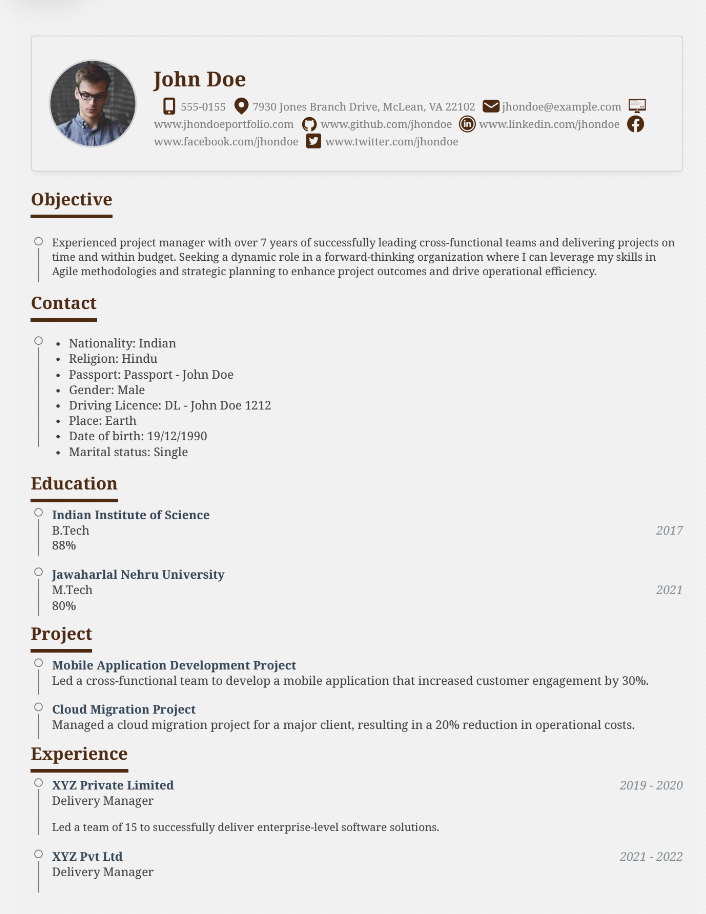 John Doe
555-0155 7930 Jones Branch Drive, McLean, VA 22102 jhondoe@example.com
www.jhondoeportfolio.com www.github.com/jhondoe www.linkedin.com/jhondoe
www.facebook.com/jhondoe www.twitter.com/jhondoe
Objective
Experienced project manager with over 7 years of successfully leading cross-functional teams and delivering projects on
time and within budget. Seeking a dynamic role in a forward-thinking organization where I can leverage my skills in
Agile methodologies and strategic planning to enhance project outcomes and drive operational efficiency.
Contact
• Nationality: Indian
• Religion: Hindu
• Passport: Passport - John Doe
• Gender: Male
• Driving Licence: DL - John Doe 1212
• Place: Earth
• Date of birth: 19/12/1990
• Marital status: Single
Education
Indian Institute of Science
B.Tech 2017
88%
Jawaharlal Nehru University
M.Tech 2021
80%
Project
Mobile Application Development Project
Led a cross-functional team to develop a mobile application that increased customer engagement by 30%.
Cloud Migration Project
Managed a cloud migration project for a major client, resulting in a 20% reduction in operational costs.
Experience
XYZ Private Limited 2019 - 2020
Delivery Manager
Led a team of 15 to successfully deliver enterprise-level software solutions.
XYZ Pvt Ltd 2021 - 2022
Delivery Manager